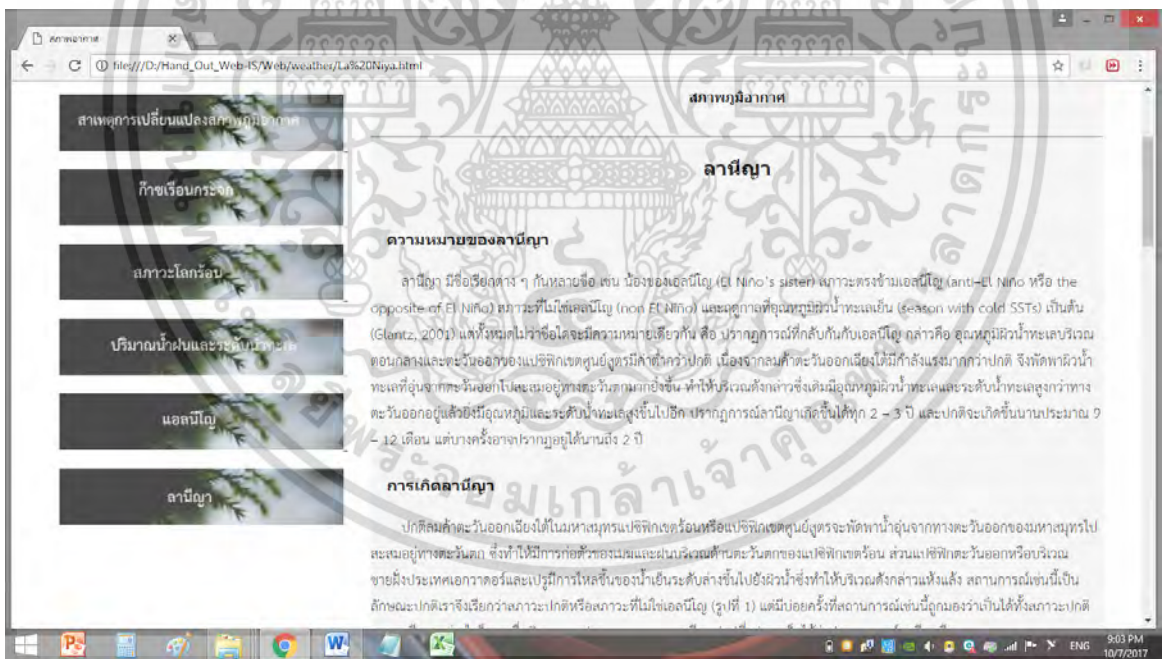 สภาพอากาศ
file:///D:/Hand_Out_Web-IS/Web/weather/La%20Niya.html
สาเหตุการเปลี่ยนแปลงสภาพภูมิอากาศ
ก๊าซเรือนกระจก
สภาวะโลกร้อน
ปริมาณน้ำฝนและระดับน้ำทะเล
แอลนีโญ
ลานีญา
สภาพภูมิอากาศ
ลานีญา
ความหมายของลานีญา
ลานีญา มีชื่อเรียกต่าง ๆ กันหลายชื่อ เช่น น้องของเอลนีโญ (El Niño's sister) สภาวะตรงข้ามเอลนีโญ (anti-El Niño หรือ the
opposite of El Niño) สภาวะที่ไม่ใช่เอลนีโญ (non El Niño) และฤดูกาลที่อุณหภูมิผิวน้ำทะเลเย็น (season with cold SSTs) เป็นต้น
(Glantz, 2001) แต่ทั้งหมดไม่ว่าชื่อใดจะมีความหมายเดียวกัน คือ ปรากฏการณ์ที่กลับกันกับเอลนีโญ กล่าวคือ อุณหภูมิผิวน้ำทะเลบริเวณ
ตอนกลางและตะวันออกของแปซิฟิกเขตศูนย์สูตรมีค่าต่ำกว่าปกติ เนื่องจากลมค้าตะวันออกเฉียงใต้มีกำลังแรงมากกว่าปกติ จึงพัดพาผิวน้ำ
ทะเลที่อุ่นจากตะวันออกไปสะสมอยู่ทางตะวันตกมากยิ่งขึ้น ทำให้บริเวณดังกล่าวซึ่งเดิมมีอุณหภูมิผิวน้ำทะเลและระดับน้ำทะเลสูงกว่าทาง
ตะวันออกอยู่แล้วยิ่งมีอุณหภูมิและระดับน้ำทะเลสูงขึ้นไปอีก ปรากฏการณ์ลานีญาเกิดขึ้นได้ทุก 2 – 3 ปี และปกติจะเกิดขึ้นนานประมาณ 9
– 12 เดือน แต่บางครั้งอาจปรากฏอยู่ได้นานถึง 2 ปี
การเกิดลานีญา
ปกติลมค้าตะวันออกเฉียงใต้ในมหาสมุทรแปซิฟิกเขตร้อนหรือแปซิฟิกเขตศูนย์สูตรจะพัดพาน้ำอุ่นจากทางตะวันออกของมหาสมุทรไป
สะสมอยู่ทางตะวันตก ซึ่งทำให้มีการก่อตัวของเมฆและฝนบริเวณด้านตะวันตกของแปซิฟิกเขตร้อน ส่วนแปซิฟิกตะวันออกหรือบริเวณ
ชายฝั่งประเทศเอกวาดอร์และเปรูมีการไหลขึ้นของน้ำเย็นระดับล่างขึ้นไปยังผิวน้ำซึ่งทำให้บริเวณดังกล่าวแห้งแล้ง สถานการณ์เช่นนี้เป็น
ลักษณะปกติเราจึงเรียกว่าสภาวะปกติหรือสภาวะที่ไม่ใช่เอลนีโญ (รูปที่ 1) แต่มีบ่อยครั้งที่สถานการณ์เช่นนี้ถูกมองว่าเป็นได้ทั้งสภาวะปกติ
ENG
9:03 PM
10/7/2017